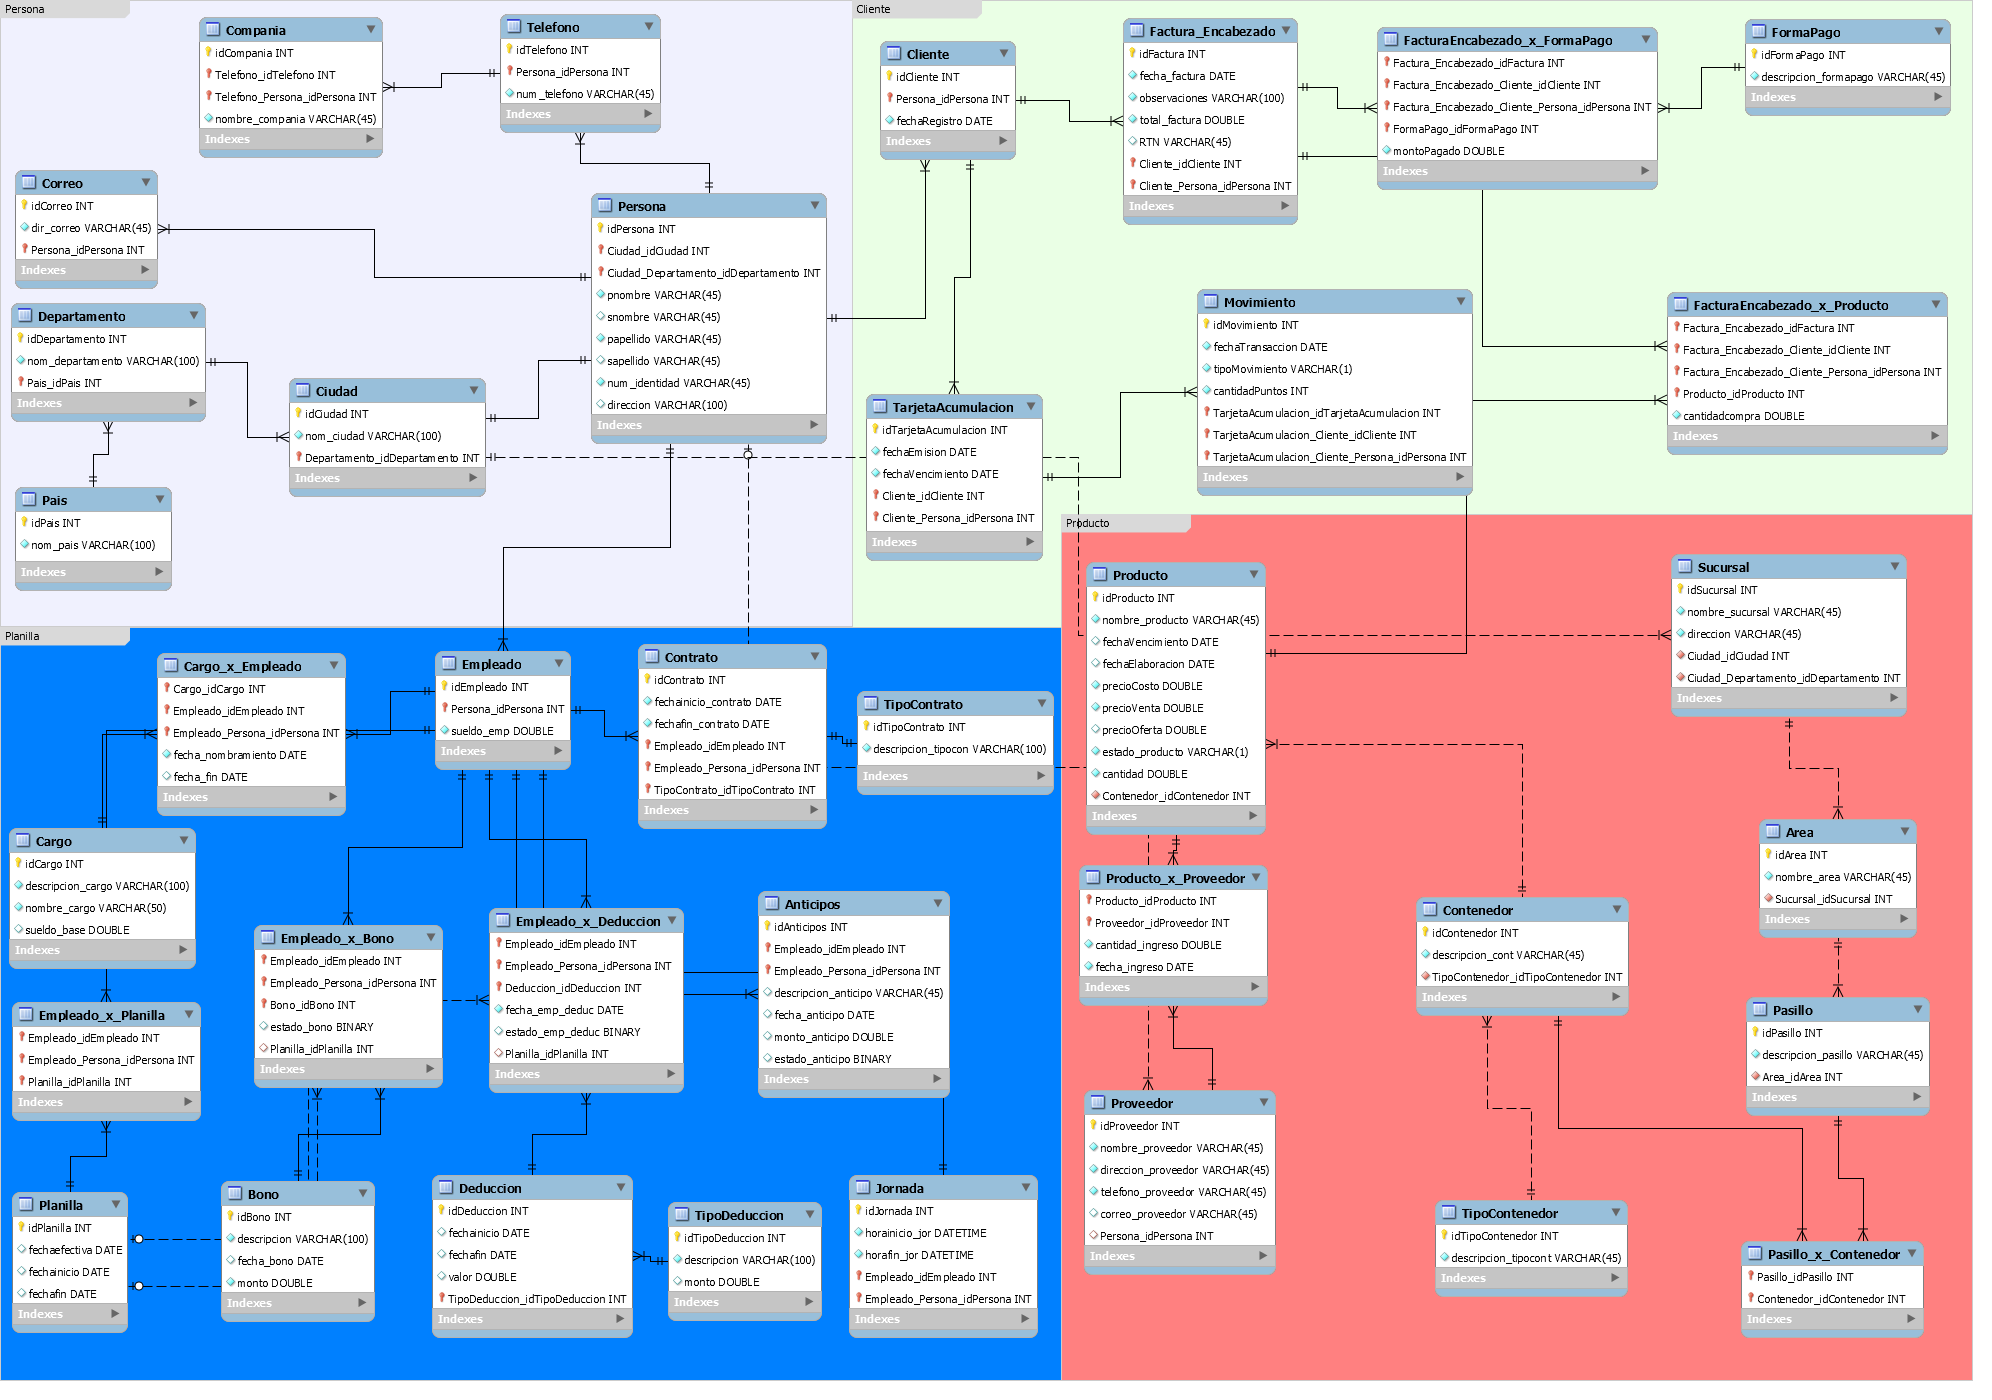 Persona
Compania
idCompania INT
Telefono_idTelefono INT
Telefono_Persona_idPersona INT
nombre_compania VARCHAR(45)
Indexes
Telefono
idTelefono INT
Persona_idPersona INT
num_telefono VARCHAR(45)
Indexes
Correo
idCorreo INT
dir_correo VARCHAR(45)
Persona_idPersona INT
Indexes
Persona
idPersona INT
Ciudad_idCiudad INT
Ciudad_Departamento_idDepartamento INT
pnombre VARCHAR(45)
snombre VARCHAR(45)
papellido VARCHAR(45)
sapellido VARCHAR(45)
num_identidad VARCHAR(45)
direccion VARCHAR(100)
Indexes
Departamento
idDepartamento INT
nom_departamento VARCHAR(100)
Pais_idPais INT
Indexes
Ciudad
idCiudad INT
nom_ciudad VARCHAR(100)
Departamento_idDepartamento INT
Indexes
Pais
idPais INT
nom_pais VARCHAR(100)
Indexes
Cliente
Cliente
idCliente INT
Persona_idPersona INT
fechaRegistro DATE
Indexes
Factura_Encabezado
idFactura INT
fecha_factura DATE
observaciones VARCHAR(100)
total_factura DOUBLE
RTN VARCHAR(45)
Cliente_idCliente INT
Cliente_Persona_idPersona INT
Indexes
FacturaEncabezado_x_FormaPago
Factura_Encabezado_idFactura INT
Factura_Encabezado_Cliente_idCliente INT
Factura_Encabezado_Cliente_Persona_idPersona INT
FormaPago_idFormaPago INT
montoPagado DOUBLE
Indexes
FormaPago
idFormaPago INT
descripcion_formapago VARCHAR(45)
Indexes
Movimiento
idMovimiento INT
fechaTransaccion DATE
tipoMovimiento VARCHAR(1)
cantidadPuntos INT
TarjetaAcumulacion_idTarjetaAcumulacion INT
TarjetaAcumulacion_Cliente_idCliente INT
TarjetaAcumulacion_Cliente_Persona_idPersona INT
Indexes
FacturaEncabezado_x_Producto
Factura_Encabezado_idFactura INT
Factura_Encabezado_Cliente_idCliente INT
Factura_Encabezado_Cliente_Persona_idPersona INT
Producto_idProducto INT
cantidadcompra DOUBLE
Indexes
TarjetaAcumulacion
idTarjetaAcumulacion INT
fechaEmision DATE
fechaVencimiento DATE
Cliente_idCliente INT
Cliente_Persona_idPersona INT
Indexes
Planilla
Cargo_x_Empleado
Cargo_idCargo INT
Empleado_idEmpleado INT
Empleado_Persona_idPersona INT
fecha_nombramiento DATE
fecha_fin DATE
Indexes
Empleado
idEmpleado INT
Persona_idPersona INT
sueldo_emp DOUBLE
Indexes
Contrato
idContrato INT
fechainicio_contrato DATE
fechafin_contrato DATE
Empleado_idEmpleado INT
Empleado_Persona_idPersona INT
TipoContrato_idTipoContrato INT
Indexes
TipoContrato
idTipoContrato INT
descripcion_tipocon VARCHAR(100)
Indexes
Cargo
idCargo INT
descripcion_cargo VARCHAR(100)
nombre_cargo VARCHAR(50)
sueldo_base DOUBLE
Indexes
Empleado_x_Bono
Empleado_idEmpleado INT
Empleado_Persona_idPersona INT
Bono_idBono INT
estado_bono BINARY
Planilla_idPlanilla INT
Indexes
Empleado_x_Deduccion
Empleado_idEmpleado INT
Empleado_Persona_idPersona INT
Deduccion_idDeduccion INT
fecha_emp_deduc DATE
estado_emp_deduc BINARY
Planilla_idPlanilla INT
Indexes
Anticipos
idAnticipos INT
Empleado_idEmpleado INT
Empleado_Persona_idPersona INT
descripcion_anticipo VARCHAR(45)
fecha_anticipo DATE
monto_anticipo DOUBLE
estado_anticipo BINARY
Indexes
Empleado_x_Planilla
Empleado_idEmpleado INT
Empleado_Persona_idPersona INT
Planilla_idPlanilla INT
Indexes
Planilla
idPlanilla INT
fechaefectiva DATE
fechainicio DATE
fechafin DATE
Indexes
Bono
idBono INT
descripcion VARCHAR(100)
fecha_bono DATE
monto DOUBLE
Indexes
Deduccion
idDeduccion INT
fechainicio DATE
fechafin DATE
valor DOUBLE
TipoDeduccion_idTipoDeduccion INT
Indexes
TipoDeduccion
idTipoDeduccion INT
descripcion VARCHAR(100)
monto DOUBLE
Indexes
Jornada
idJornada INT
horainicio_jor DATETIME
horafin_jor DATETIME
Empleado_idEmpleado INT
Empleado_Persona_idPersona INT
Indexes
Producto
Producto
idProducto INT
nombre_producto VARCHAR(45)
fechaVencimiento DATE
fechaElaboracion DATE
precioCosto DOUBLE
precioVenta DOUBLE
precioOferta DOUBLE
estado_producto VARCHAR(1)
cantidad DOUBLE
Contenedor_idContenedor INT
Indexes
Sucursal
idSucursal INT
nombre_sucursal VARCHAR(45)
direccion VARCHAR(45)
Ciudad_idCiudad INT
Ciudad_Departamento_idDepartamento INT
Indexes
Area
idArea INT
nombre_area VARCHAR(45)
Sucursal_idSucursal INT
Indexes
Producto_x_Proveedor
Producto_idProducto INT
Proveedor_idProveedor INT
cantidad_ingreso DOUBLE
fecha_ingreso DATE
Indexes
Contenedor
idContenedor INT
descripcion_cont VARCHAR(45)
TipoContenedor_idTipoContenedor INT
Indexes
Pasillo
idPasillo INT
descripcion_pasillo VARCHAR(45)
Area_idArea INT
Indexes
Proveedor
idProveedor INT
nombre_proveedor VARCHAR(45)
direccion_proveedor VARCHAR(45)
telefono_proveedor VARCHAR(45)
correo_proveedor VARCHAR(45)
Persona_idPersona INT
Indexes
TipoContenedor
idTipoContenedor INT
descripcion_tipocont VARCHAR(45)
Indexes
Pasillo_x_Contenedor
Pasillo_idPasillo INT
Contenedor_idContenedor INT
Indexes